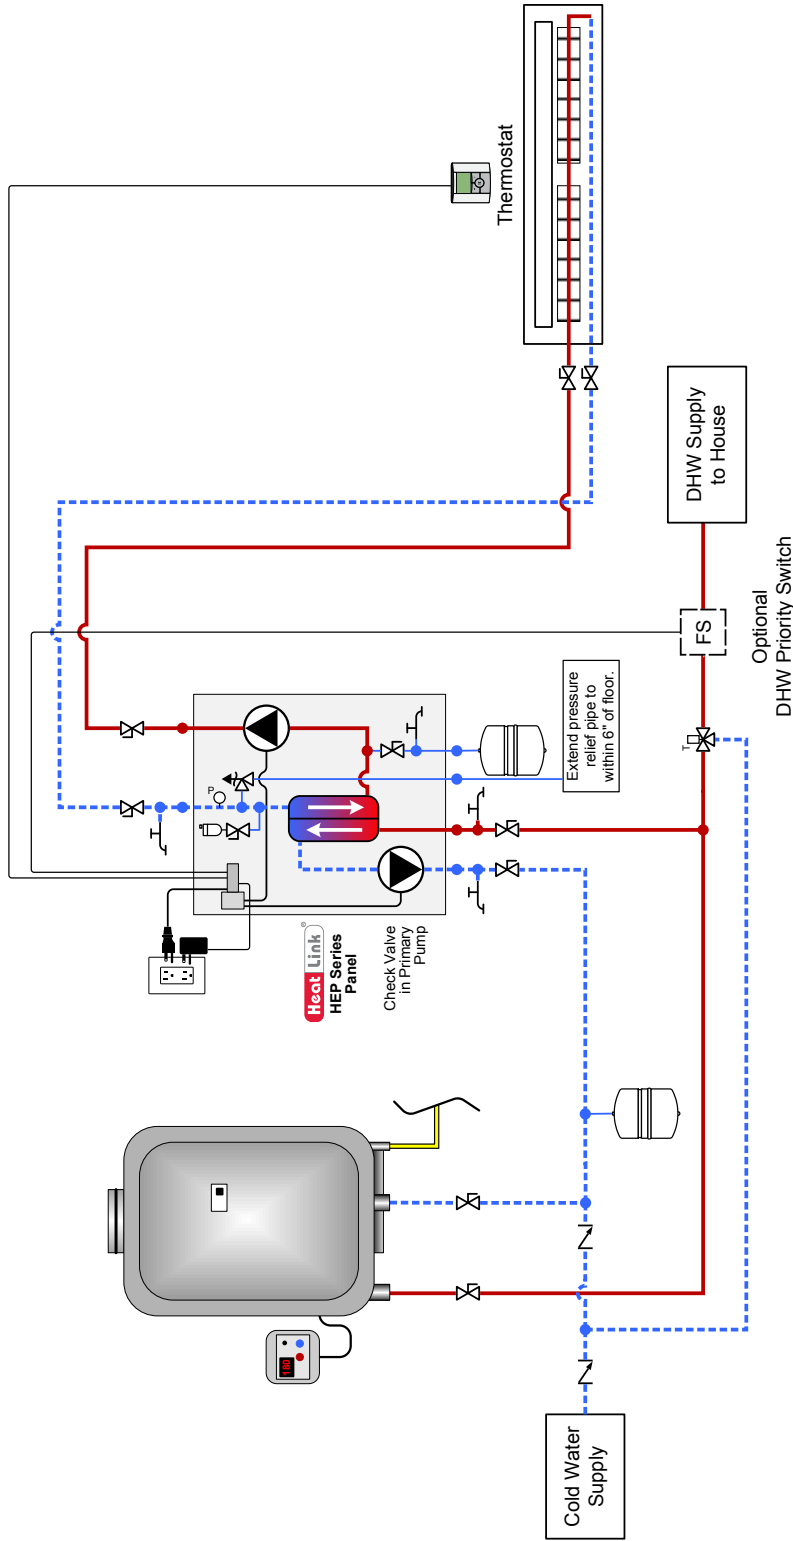 Thermostat
DHW Supply
to House
FS
Optional
DHW Priority Switch
Extend pressure
relief pipe to
within 6" of floor.
P
T
Heat Link®
HEP Series
Panel
Check Valve
in Primary
Pump
180
Cold Water
Supply